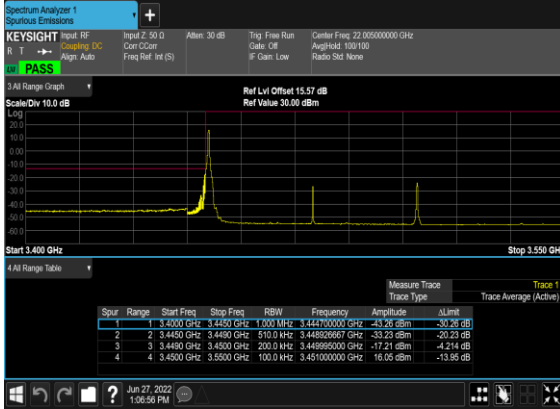 Spectrum Analyzer 1
Spurious Emissions
+
KEYSIGHT Input: RF Input Z: 50 Ω Atten: 30 dB Trig: Free Run Center Freq: 22.005000000 GHz
R T Coupling: DC Corr CCorr Gate: Off Avg|Hold: 100/100
Align: Auto Freq Ref: Int (S) IF Gain: Low Radio Std: None
PASS
3 All Range Graph
Ref Lvl Offset 15.57 dB
Scale/Div 10.0 dB Ref Value 30.00 dBm
Log
20.0
10.0
0.00
-10.0
-20.0
-30.0
-40.0
-50.0
-60.0
Start 3.400 GHz Stop 3.550 GH
4 All Range Table
Measure Trace Trace 1
Trace Type Trace Average (Active)
Spur Range Start Freq Stop Freq RBW Frequency Amplitude ΔLimit
1 1 3.4000 GHz 3.4450 GHz 1.000 MHz 3.444700000 GHz -43.26 dBm -30.26 dB
2 2 3.4450 GHz 3.4490 GHz 510.0 kHz 3.448926667 GHz -33.23 dBm -20.23 dB
3 3 3.4490 GHz 3.4500 GHz 200.0 kHz 3.449995000 GHz -17.21 dBm -4.214 dB
4 4 3.4500 GHz 3.5500 GHz 100.0 kHz 3.451000000 GHz 16.05 dBm -13.95 dB
?
Jun 27, 2022
1:06:56 PM